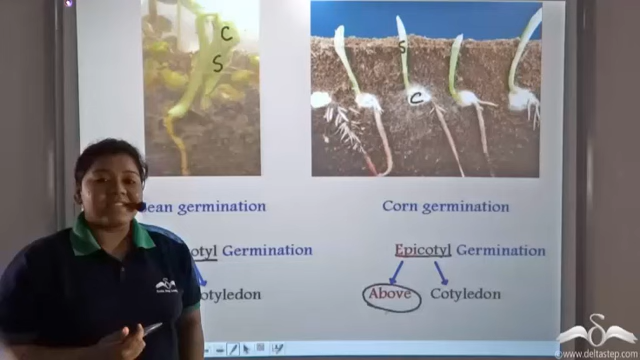 C
S
S
C
ean germination
Corn germination
otyl Germination
Epicotyl Germination
otyledon
Above Cotyledon
©www.deltastep.com